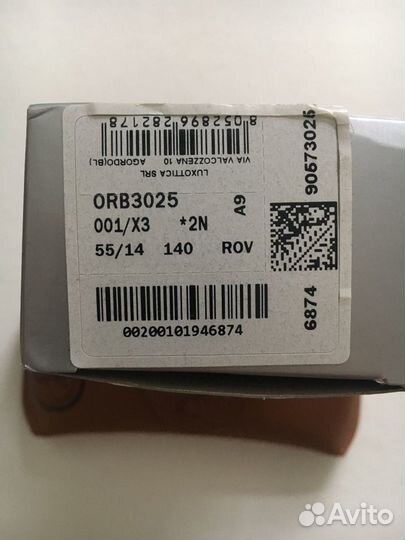 8 052896 282178
LUXOTTICA SRL
VIA VALCOZZENA 10
AGORDO(BL)
ORB3025
A9
001/X3 *2N
55/14 140 ROV
00200101946874
90573025
6874
Avito